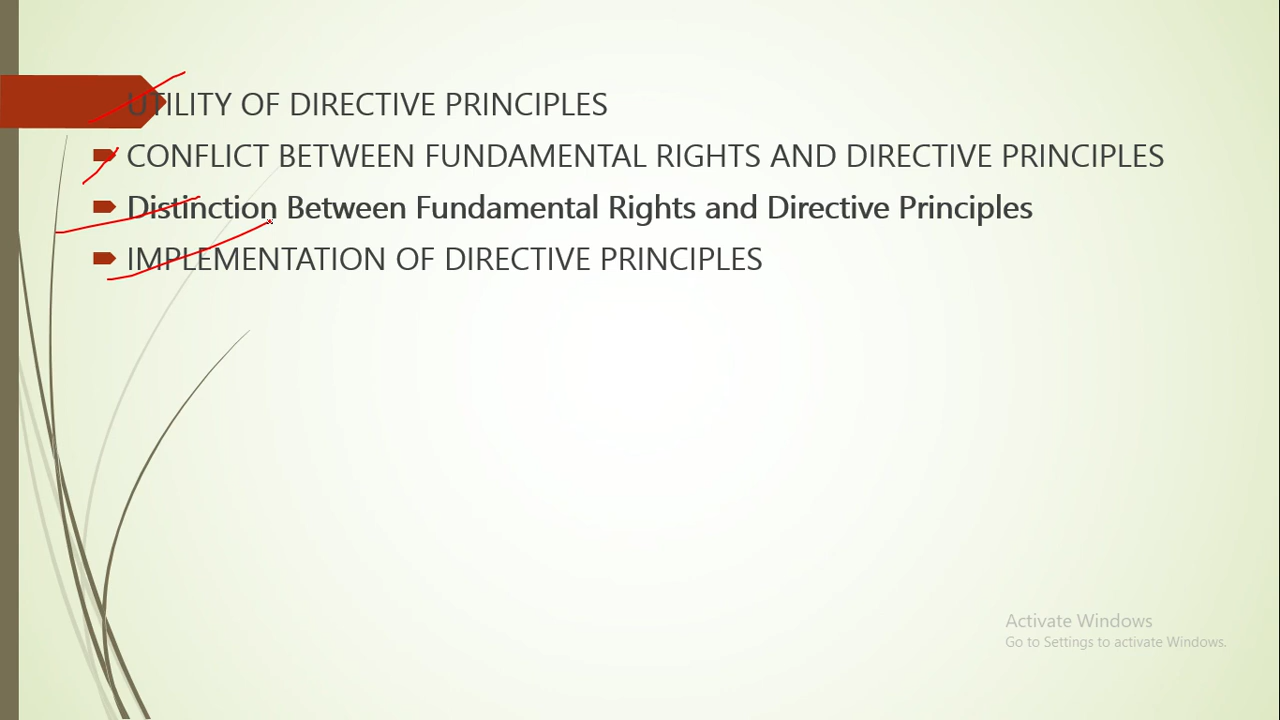 UTILITY OF DIRECTIVE PRINCIPLES
CONFLICT BETWEEN FUNDAMENTAL RIGHTS AND DIRECTIVE PRINCIPLES
Distinction Between Fundamental Rights and Directive Principles
IMPLEMENTATION OF DIRECTIVE PRINCIPLES
Activate Windows
Go to Settings to activate Windows.